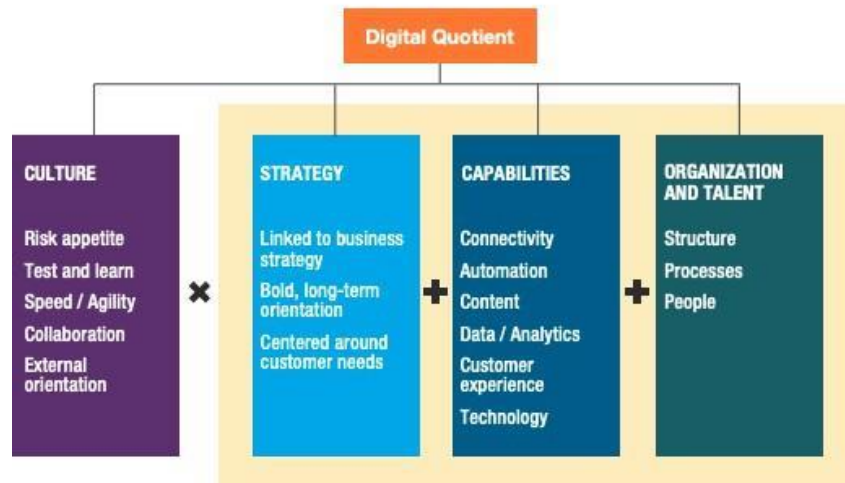 Digital Quotient
CULTURE
Risk appetite
Test and learn
Speed / Agility
Collaboration
External
orientation
STRATEGY
Linked to business
strategy
Bold, long-term
orientation
Centered around
customer needs
CAPABILITIES
Connectivity
Automation
Content
Data / Analytics
Customer
experience
Technology
ORGANIZATION
AND TALENT
Structure
Processes
People